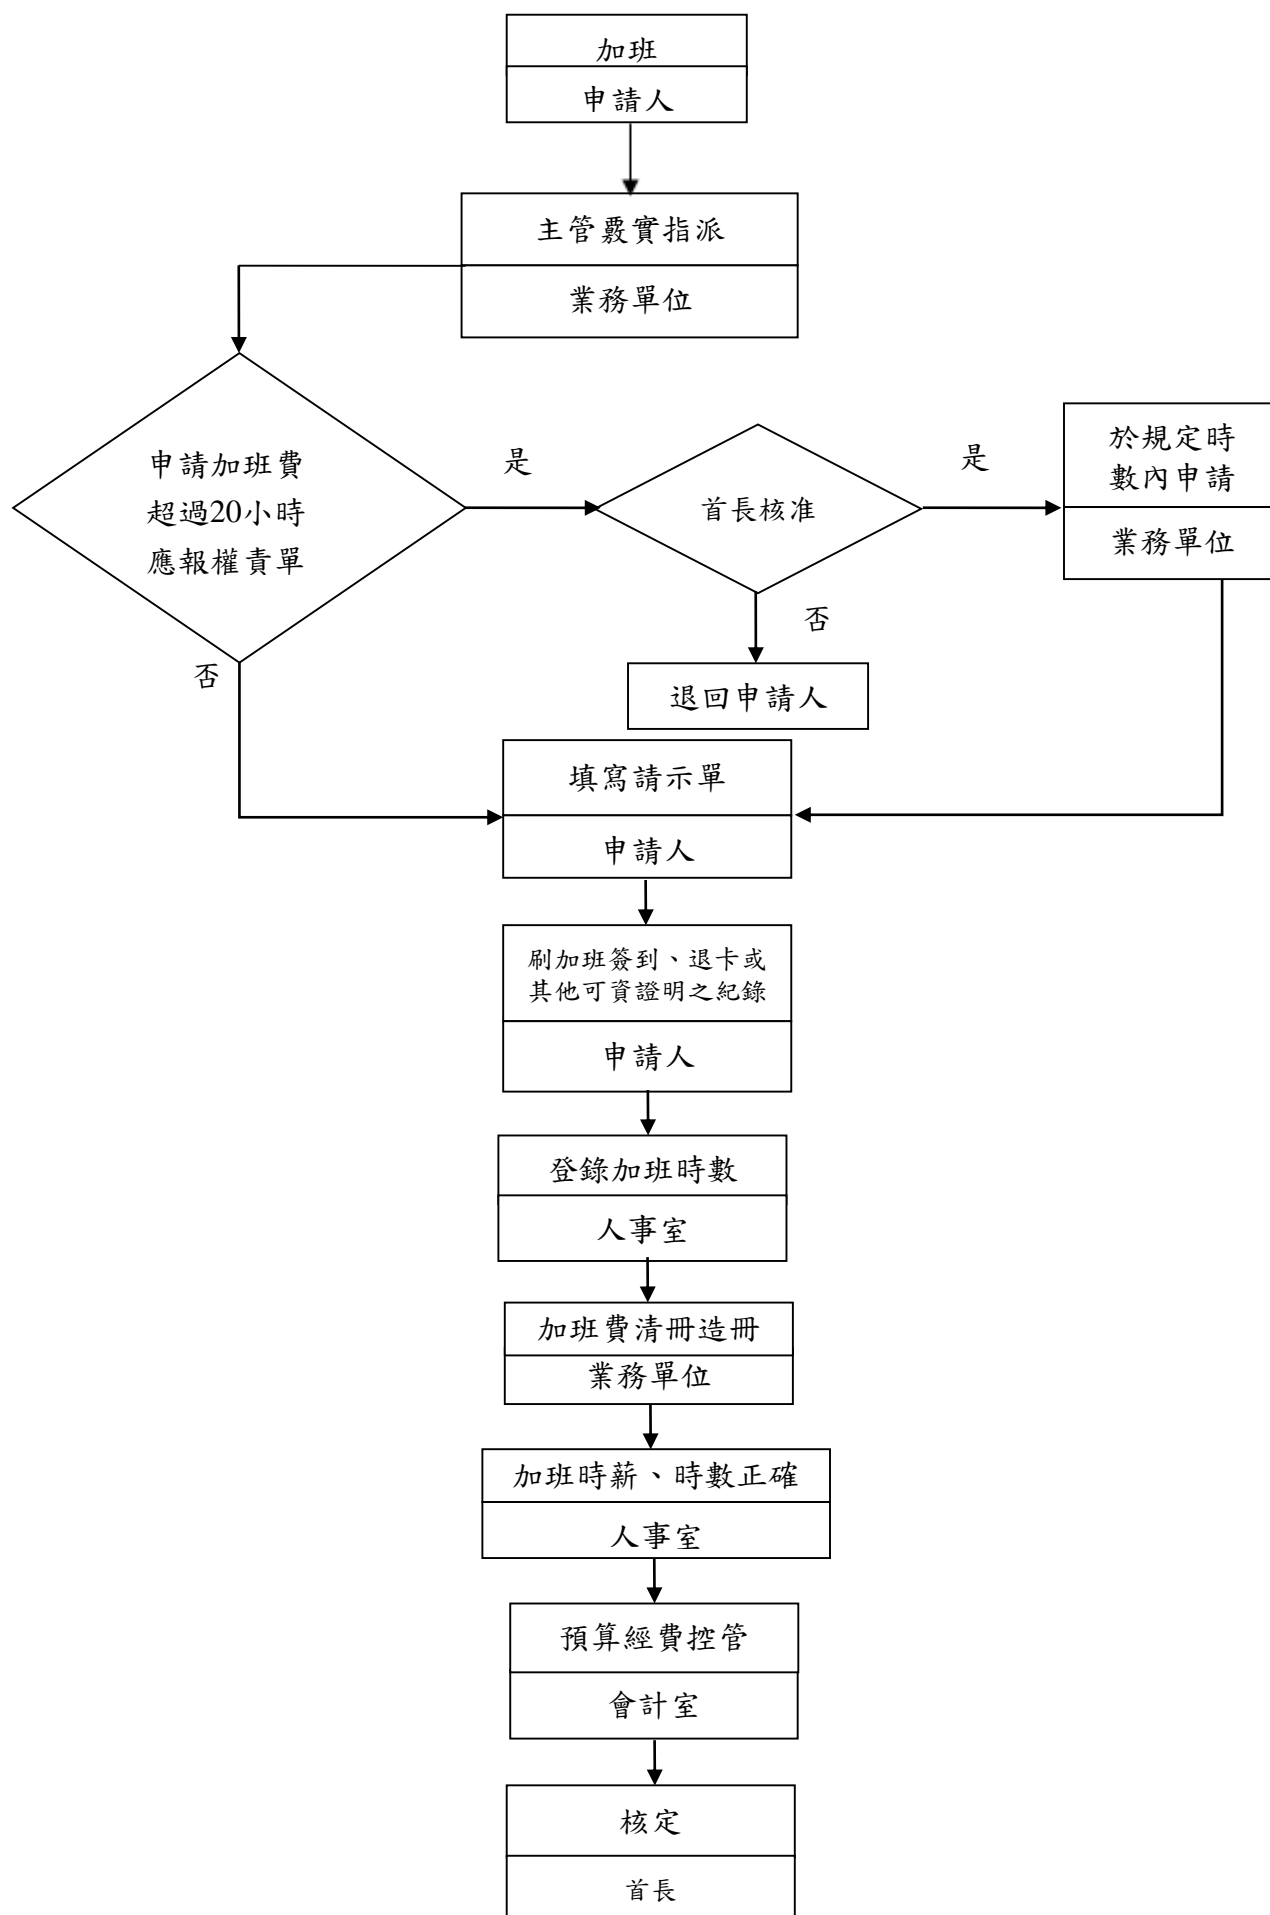 加班
申請人
主管覈實指派
業務單位
申請加班費
超過20小時
應報權責單
是
首長核准
是
於規定時
數內申請
業務單位
否
退回申請人
否
填寫請示單
申請人
刷加班簽到、退卡或
其他可資證明之紀錄
申請人
登錄加班時數
人事室
加班費清冊造冊
業務單位
加班時薪、時數正確
人事室
預算經費控管
會計室
核定
首長